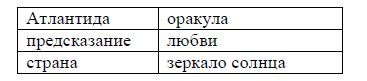 Атлантида оракула
предсказание любви
страна зеркало солнца